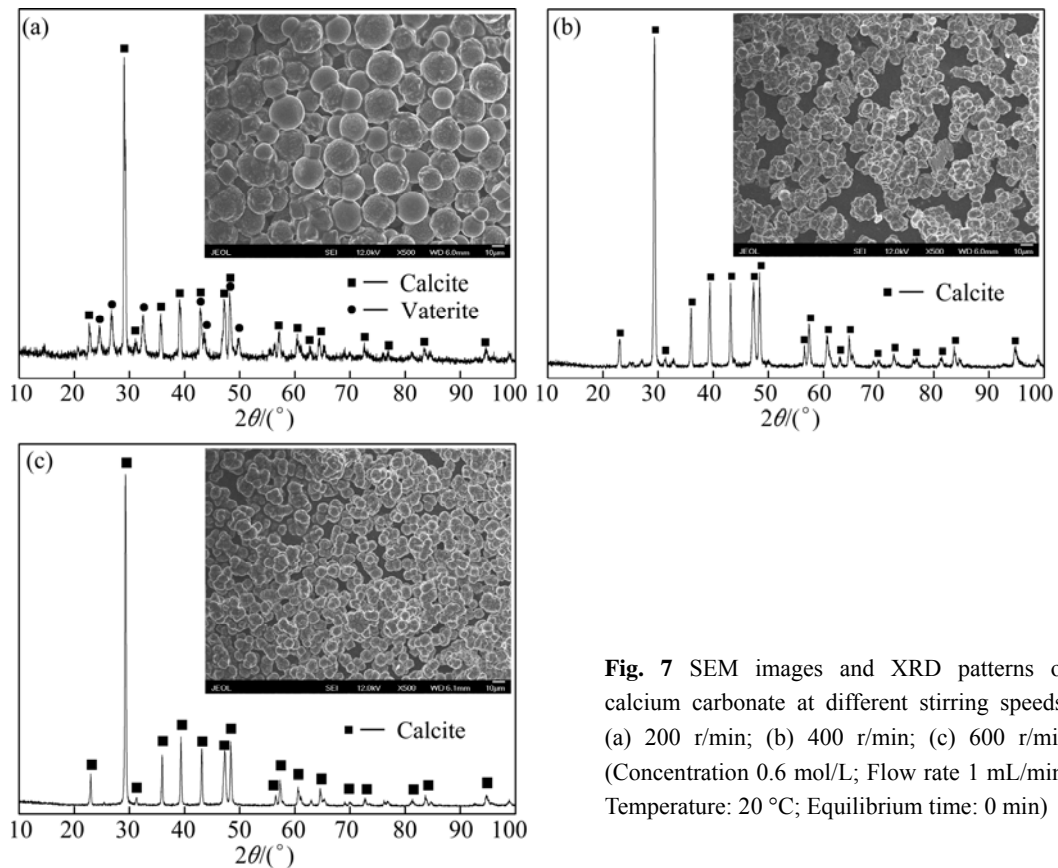 (a)
JEOL SEI 12.0kV X500 WD 6.0mm 10μm
■ — Calcite
● — Vaterite
10 20 30 40 50 60 70 80 90 100
2θ/(°)
(b)
JEOL SEI 12.0kV X500 WD 6.0mm 10μm
■ — Calcite
10 20 30 40 50 60 70 80 90 100
2θ/(°)
(c)
JEOL SEI 12.0kV X500 WD 6.1mm 10μm
■ — Calcite
10 20 30 40 50 60 70 80 90 100
2θ/(°)
Fig. 7 SEM images and XRD patterns o
calcium carbonate at different stirring speeds
(a) 200 r/min; (b) 400 r/min; (c) 600 r/min
(Concentration 0.6 mol/L; Flow rate 1 mL/min
Temperature: 20 °C; Equilibrium time: 0 min)